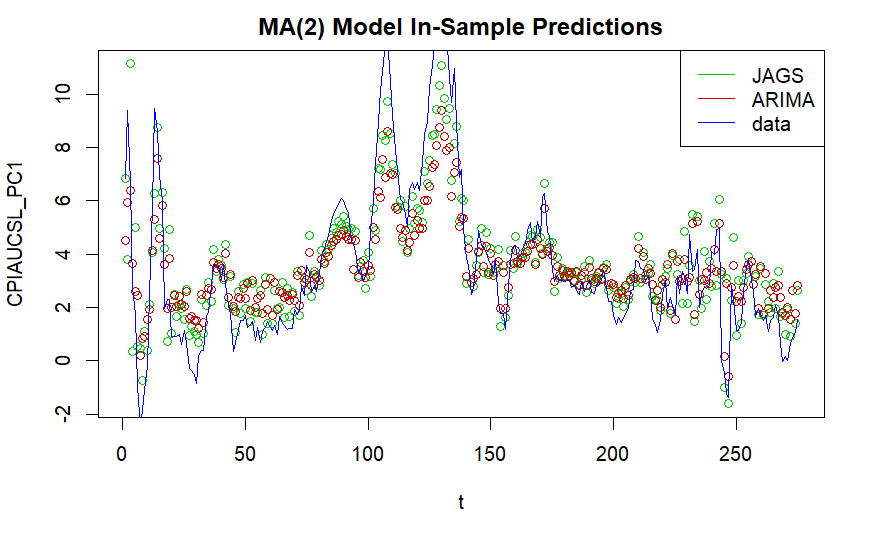 MA(2) Model In-Sample Predictions
JAGS
ARIMA
data
CPIAUCSL_PC1
10
8
6
4
2
0
-2
0
50
100
150
200
250
t